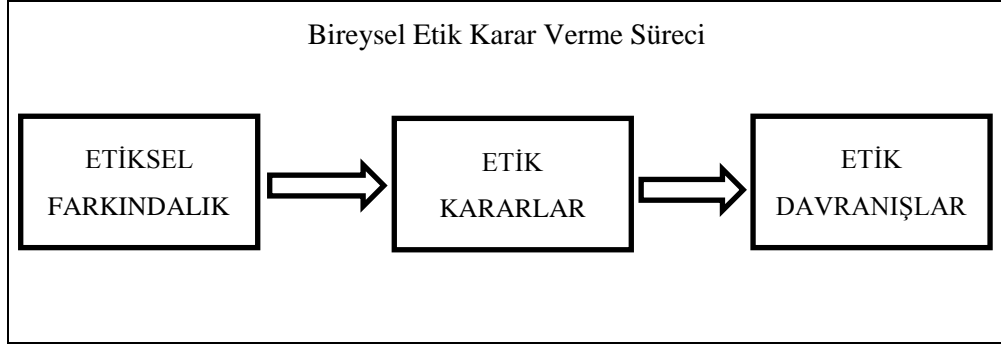 Bireysel Etik Karar Verme Süreci
ETİKSEL
FARKINDALIK
ETİK
KARARLAR
ETİK
DAVRANIŞLAR